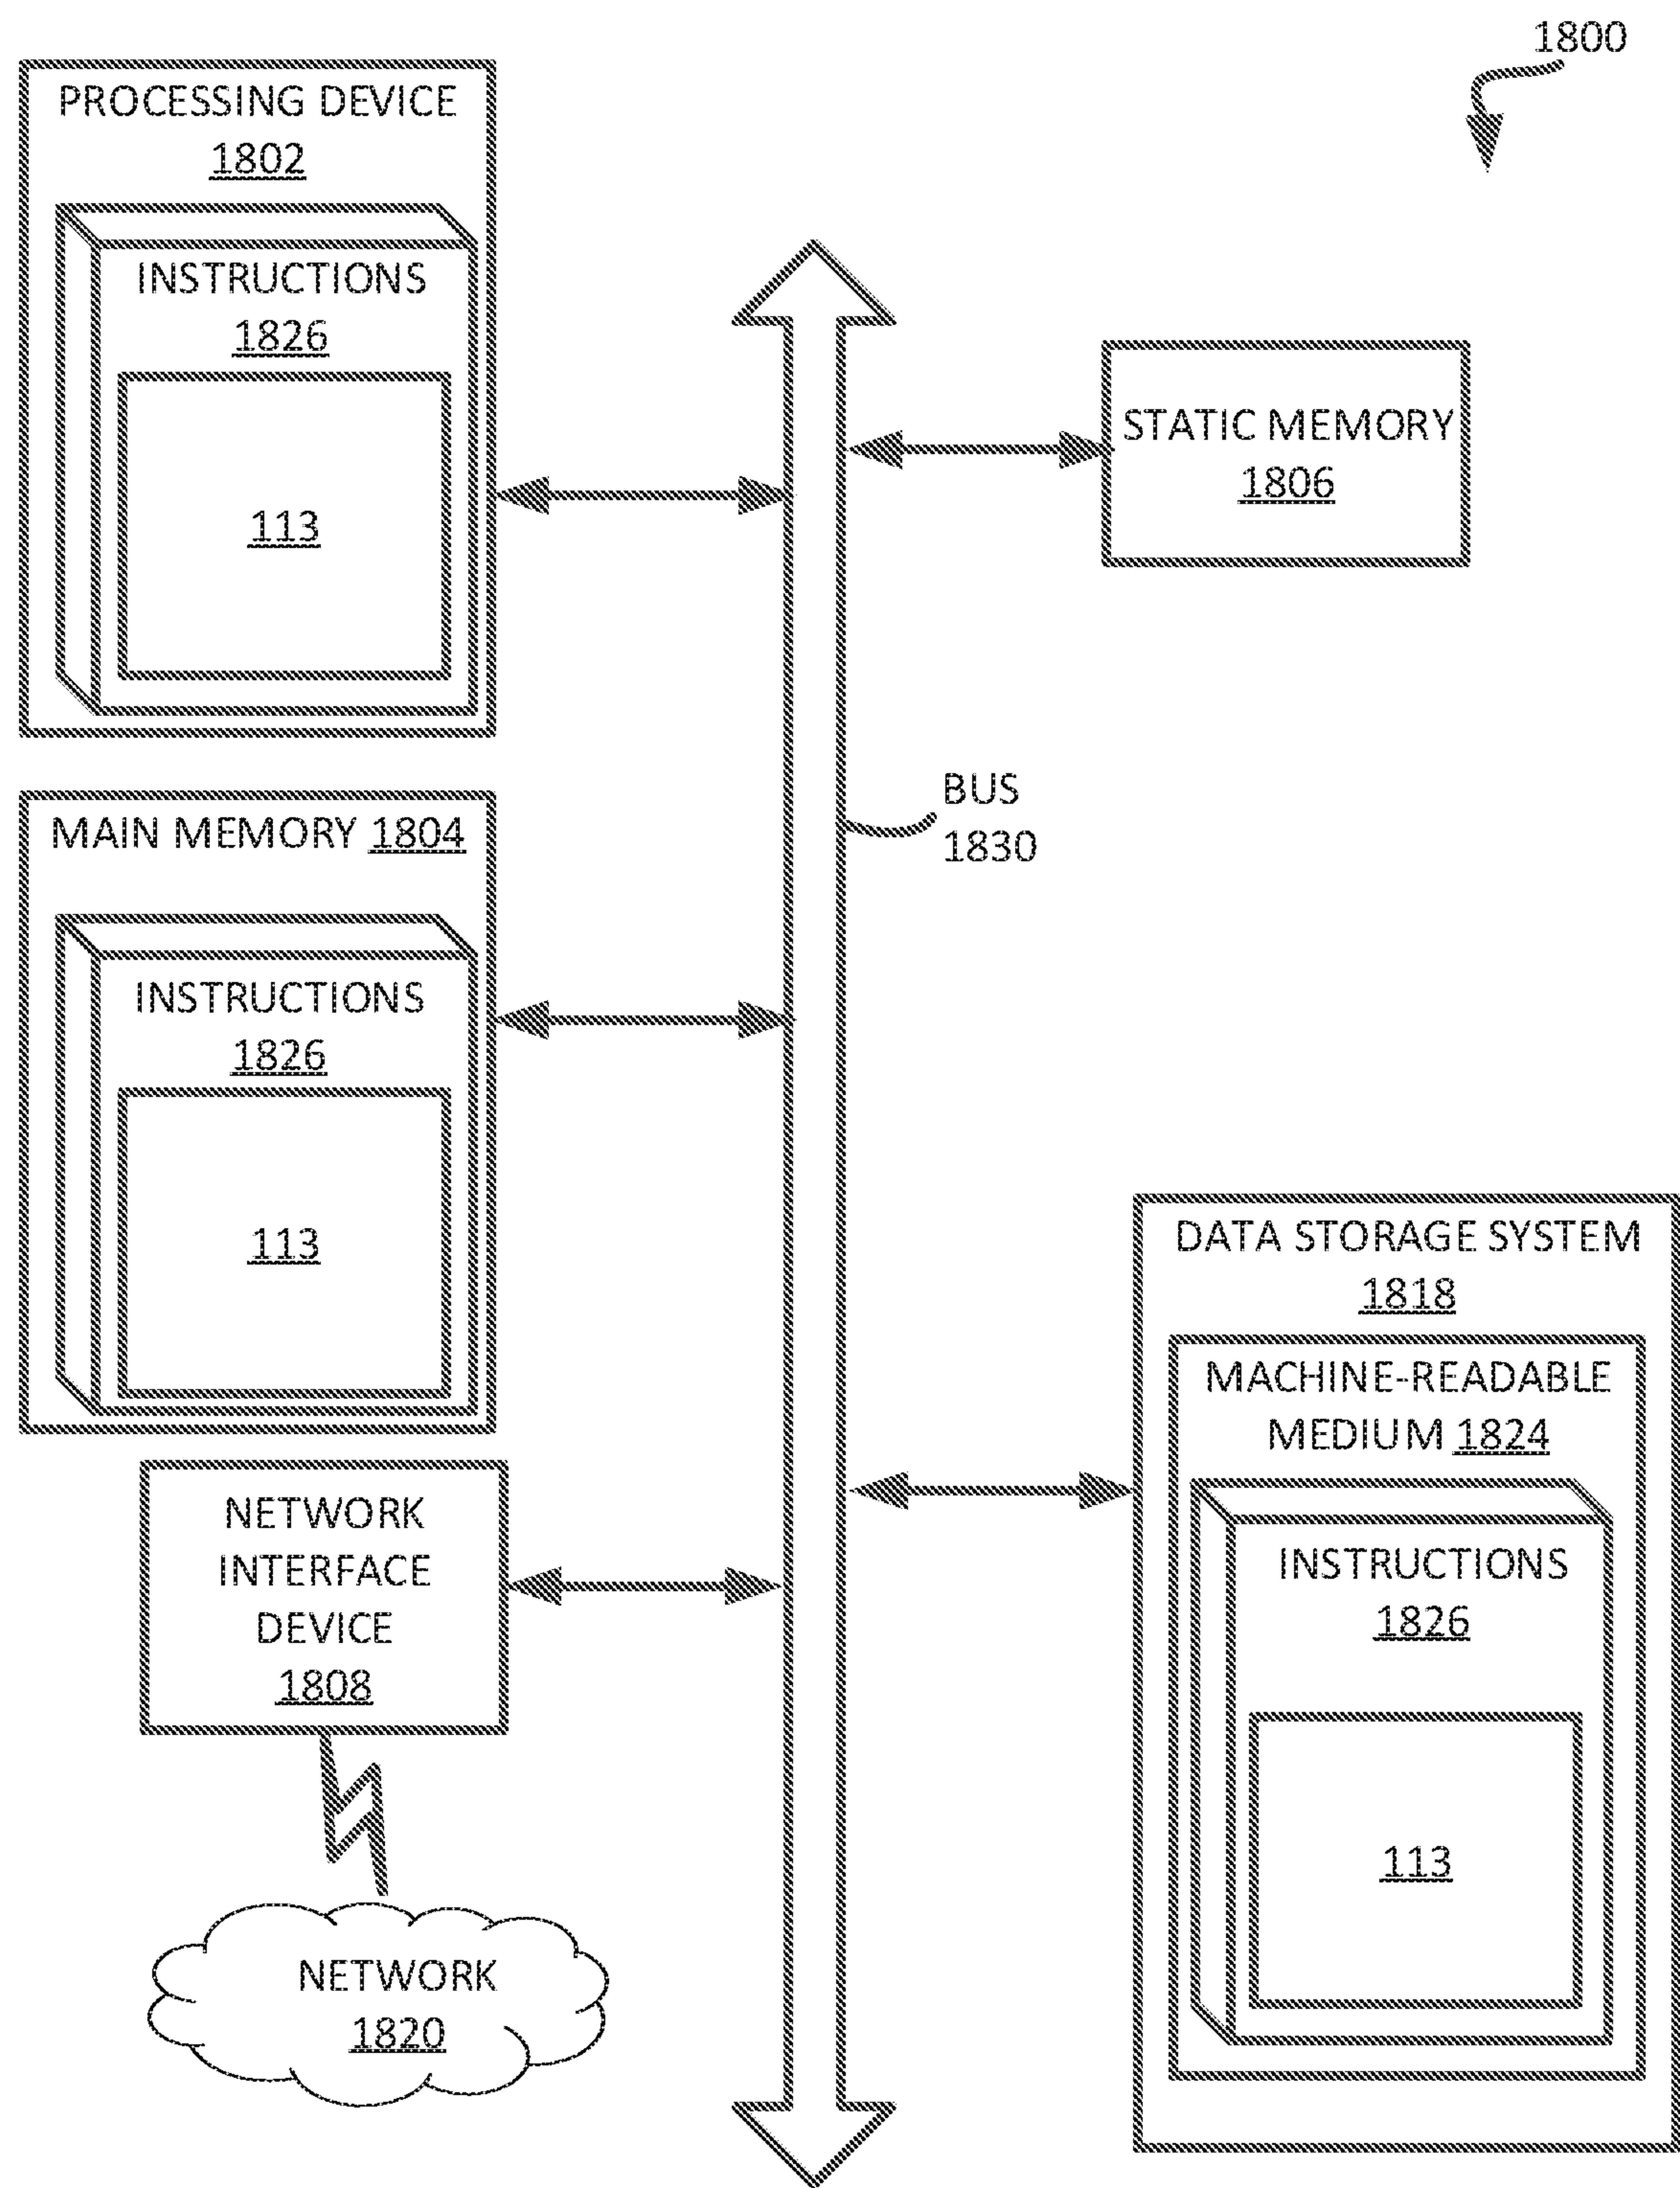 1800
PROCESSING DEVICE
1802
INSTRUCTIONS
1826
113
STATIC MEMORY
1806
BUS
1830
MAIN MEMORY 1804
INSTRUCTIONS
1826
113
DATA STORAGE SYSTEM
1818
MACHINE-READABLE
MEDIUM 1824
INSTRUCTIONS
1826
113
NETWORK
INTERFACE
DEVICE
1808
NETWORK
1820